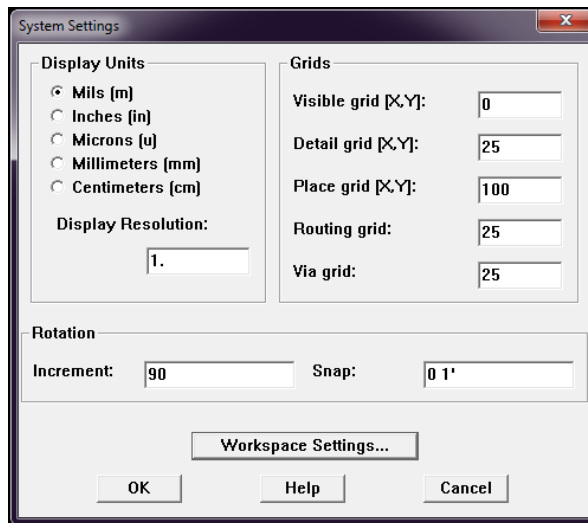 System Settings
Display Units
Mils (m)
Inches (in)
Microns (u)
Millimeters (mm)
Centimeters (cm)
Display Resolution:
1.
Grids
Visible grid [X,Y]:
0
Detail grid [X,Y]:
25
Place grid [X,Y]:
100
Routing grid:
25
Via grid:
25
Rotation
Increment:
90
Snap:
0 1'
Workspace Settings...
OK
Help
Cancel